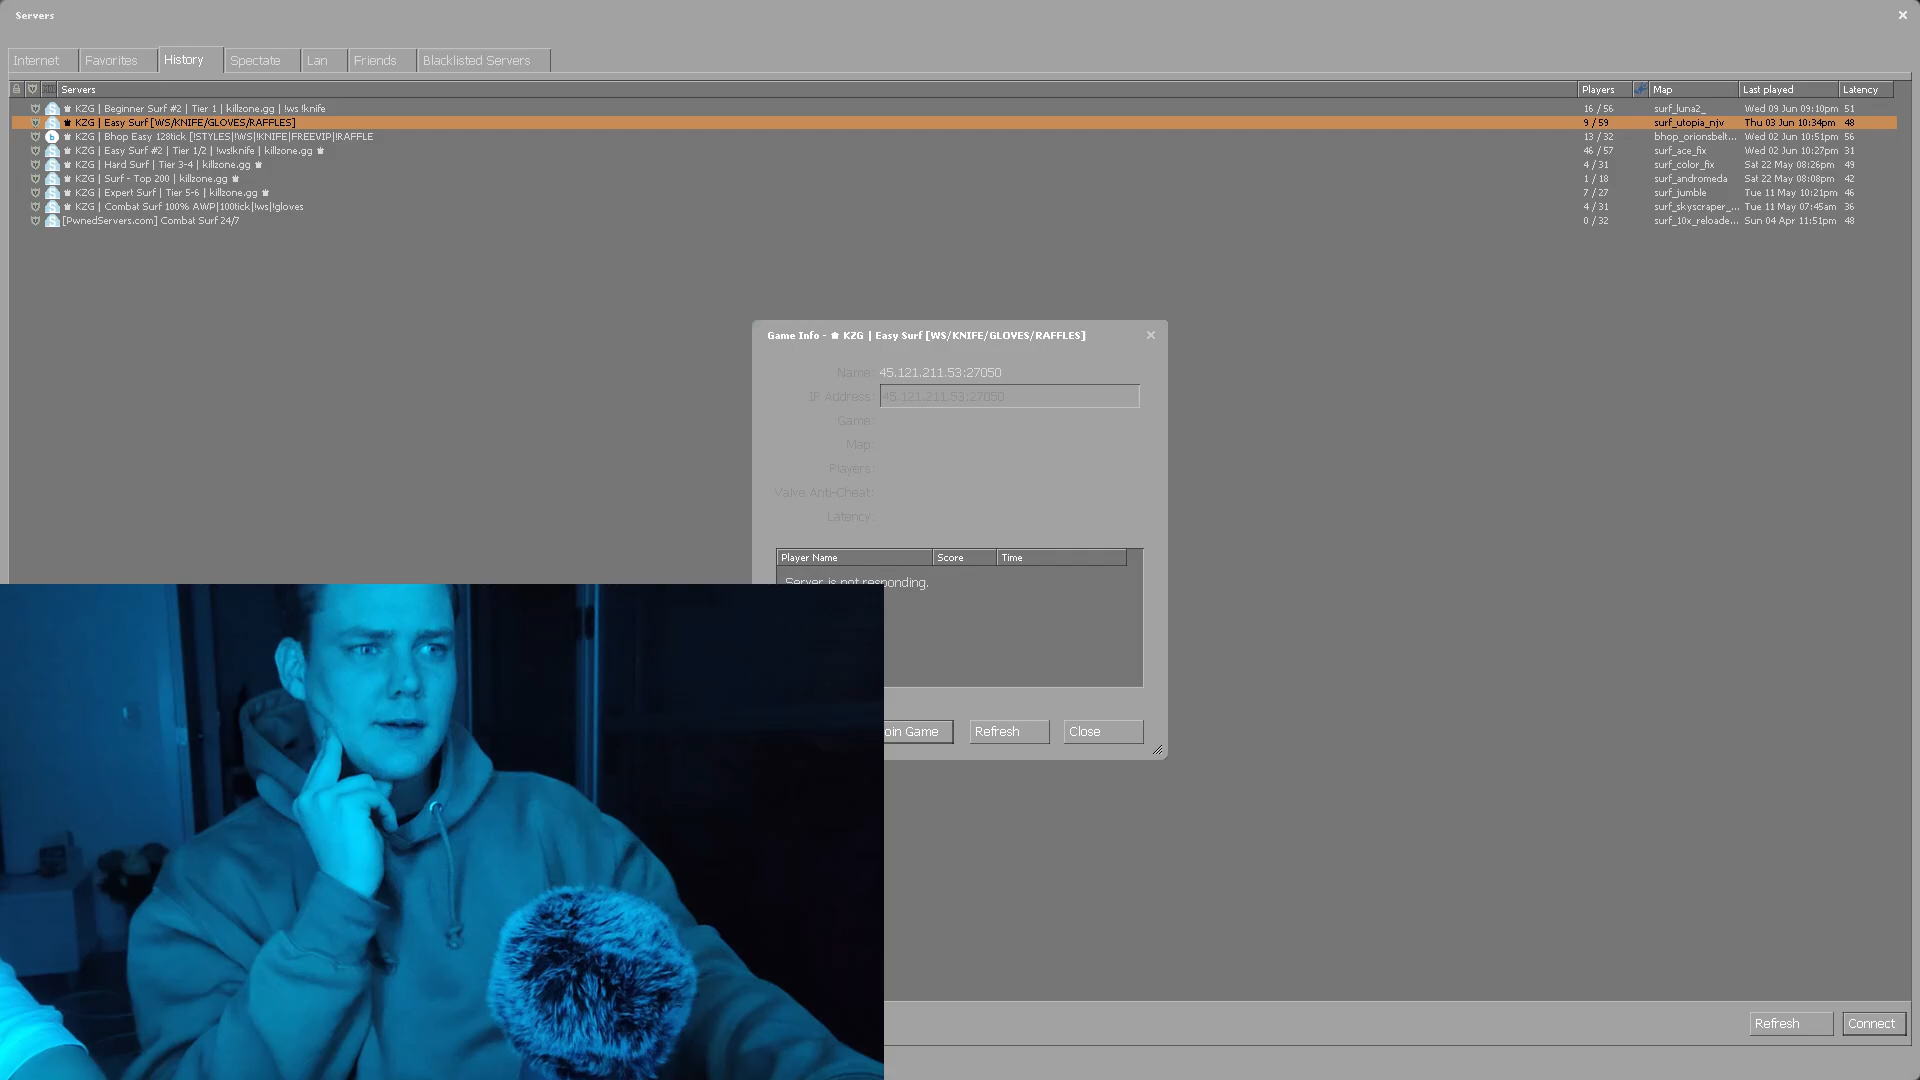 Servers
Internet
Favorites
History
Spectate
Lan
Friends
Blacklisted Servers
Servers Players Map Last played Latency
KZG | Beginner Surf #2 | Tier 1 | killzone.gg | !ws !knife 16 / 56 surf_luna2_ Wed 09 Jun 09:10pm 51
KZG | Easy Surf [WS/KNIFE/GLOVES/RAFFLES] 9 / 59 surf_utopia_njv Thu 03 Jun 10:34pm 48
KZG | Bhop Easy 128tick [!STYLES|!WS|!KNIFE|FREEVIP|!RAFFLE 13 / 32 bhop_orionsbelt... Wed 02 Jun 10:51pm 56
KZG | Easy Surf #2 | Tier 1/2 | !ws!knife | killzone.gg 46 / 57 surf_ace_fix Wed 02 Jun 10:27pm 31
KZG | Hard Surf | Tier 3-4 | killzone.gg 4 / 31 surf_color_fix Sat 22 May 08:26pm 49
KZG | Surf - Top 200 | killzone.gg 1 / 18 surf_andromeda Sat 22 May 08:08pm 42
KZG | Expert Surf | Tier 5-6 | killzone.gg 7 / 27 surf_jumble Tue 11 May 10:21pm 46
KZG | Combat Surf 100% AWP|100tick|!ws|!gloves 4 / 31 surf_skyscraper_... Tue 11 May 07:45am 36
[PwnedServers.com] Combat Surf 24/7 0 / 32 surf_10x_reloade... Sun 04 Apr 11:51pm 48
Game Info - KZG | Easy Surf [WS/KNIFE/GLOVES/RAFFLES]
Name: 45.121.211.53:27050
IP Address: 45.121.211.53:27050
Game:
Map:
Players:
Valve Anti-Cheat:
Latency:
Player Name Score Time
Server is not responding.
oin Game Refresh Close
Refresh Connect